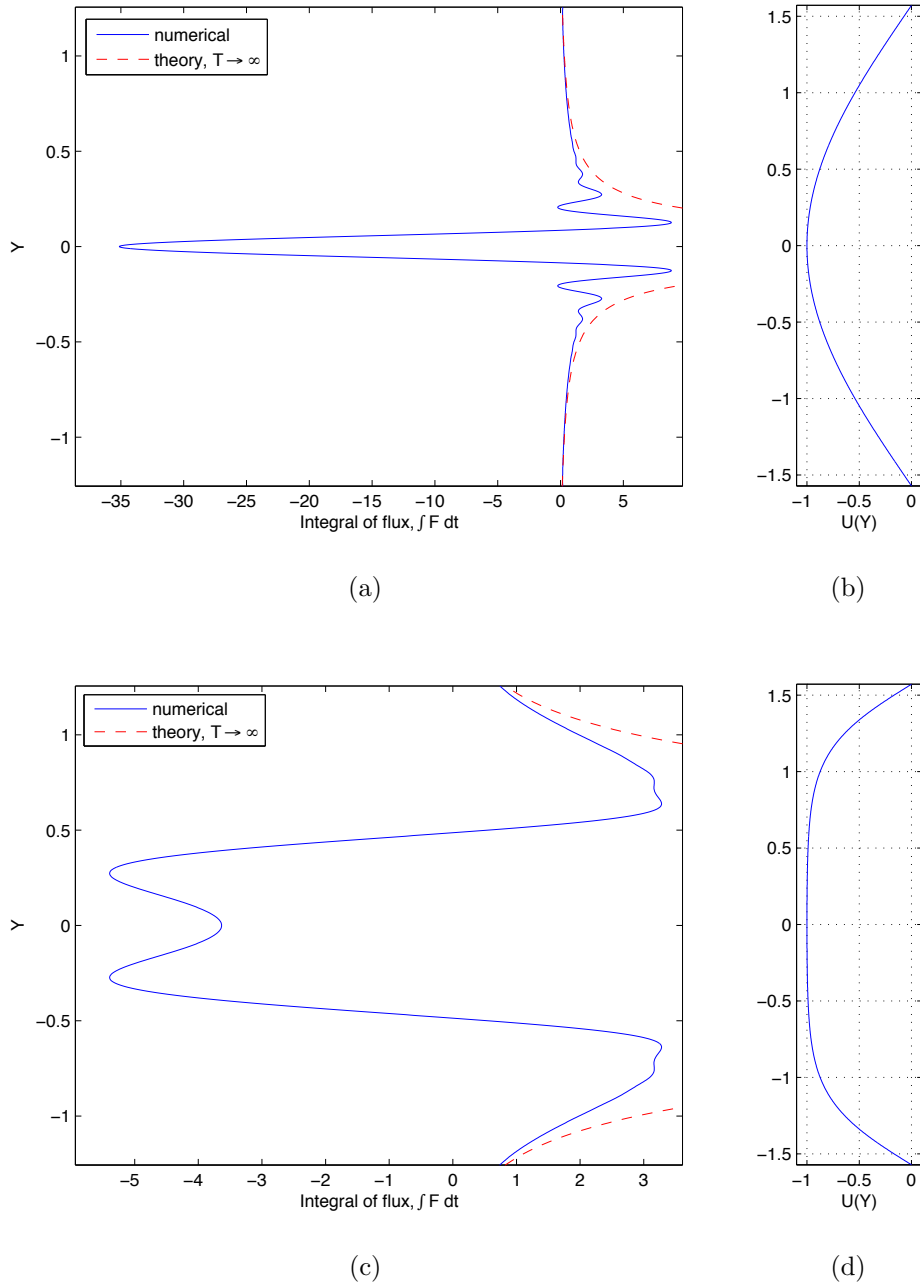 numerical
theory, T → ∞
1
0.5
0
−0.5
−1
Y
−35 −30 −25 −20 −15 −10 −5 0 5
Integral of flux, ∫ F dt
(a)
1.5
1
0.5
0
−0.5
−1
−1.5
−1 −0.5 0
U(Y)
(b)
numerical
theory, T → ∞
1
0.5
0
−0.5
−1
Y
−5 −4 −3 −2 −1 0 1 2 3
Integral of flux, ∫ F dt
(c)
1.5
1
0.5
0
−0.5
−1
−1.5
−1 −0.5 0
U(Y)
(d)